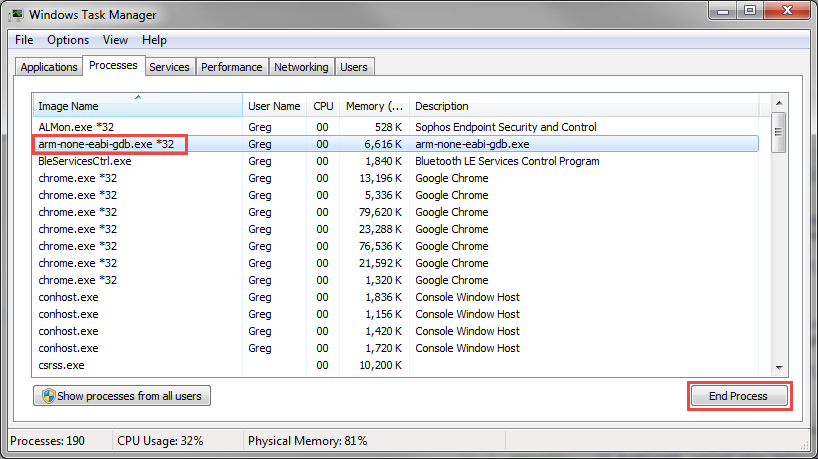 Windows Task Manager
File Options View Help
Applications Processes Services Performance Networking Users
Image Name User Name CPU Memory (... Description
ALMon.exe *32 Greg 00 528 K Sophos Endpoint Security and Control
arm-none-eabi-gdb.exe *32 Greg 00 6,616 K arm-none-eabi-gdb.exe
BleServicesCtrl.exe Greg 00 1,840 K Bluetooth LE Services Control Program
chrome.exe *32 Greg 00 13,196 K Google Chrome
chrome.exe *32 Greg 00 5,336 K Google Chrome
chrome.exe *32 Greg 00 79,620 K Google Chrome
chrome.exe *32 Greg 00 23,288 K Google Chrome
chrome.exe *32 Greg 00 76,536 K Google Chrome
chrome.exe *32 Greg 00 21,592 K Google Chrome
chrome.exe *32 Greg 00 1,320 K Google Chrome
conhost.exe Greg 00 1,836 K Console Window Host
conhost.exe Greg 00 1,156 K Console Window Host
conhost.exe Greg 00 1,420 K Console Window Host
conhost.exe Greg 00 1,720 K Console Window Host
csrss.exe 00 10,200 K
Show processes from all users End Process
Processes: 190 CPU Usage: 32% Physical Memory: 81%